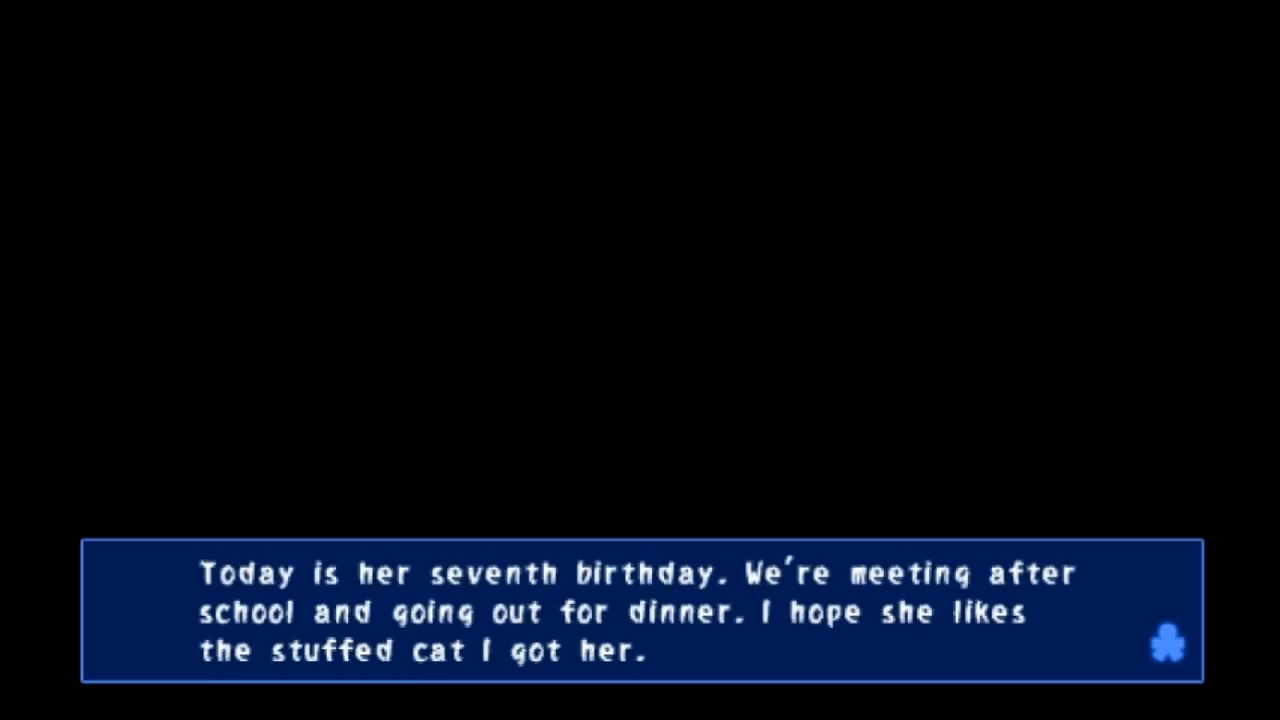 Today is her seventh birthday. We're meeting after
school and going out for dinner. I hope she likes
the stuffed cat I got her.